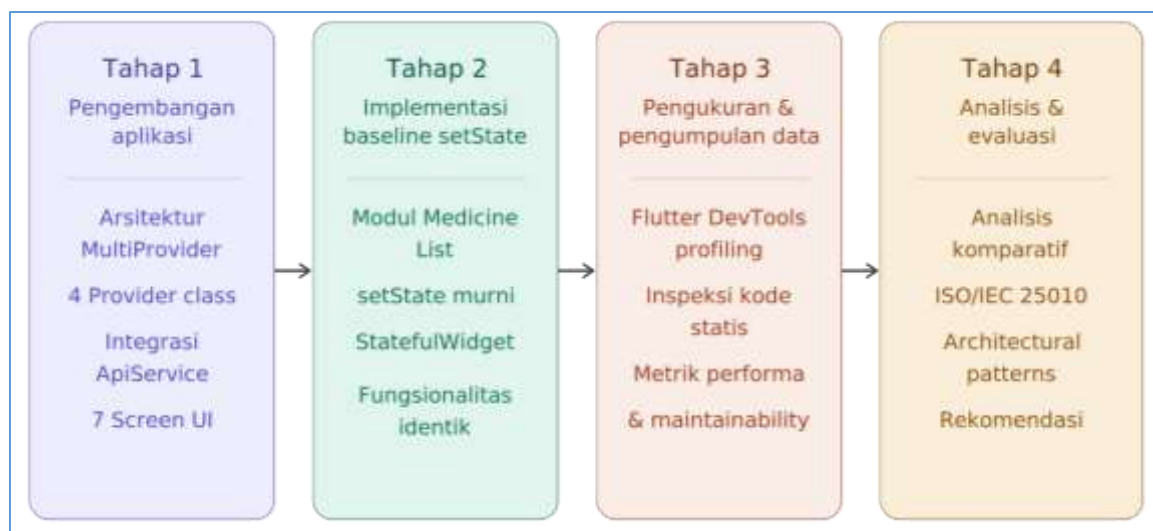 Tahap 1
Pengembangan
aplikasi
Arsitektur
MultiProvider
4 Provider class
Integrasi
ApiService
7 Screen UI
Tahap 2
Implementasi
baseline setState
Modul Medicine
List
setState murni
StatefulWidget
Fungsionalitas
identik
Tahap 3
Pengukuran &
pengumpulan data
Flutter DevTools
profiling
Inspeksi kode
statis
Metrik performa
& maintainability
Tahap 4
Analisis &
evaluasi
Analisis
komparatif
ISO/IEC 25010
Architectural
patterns
Rekomendasi